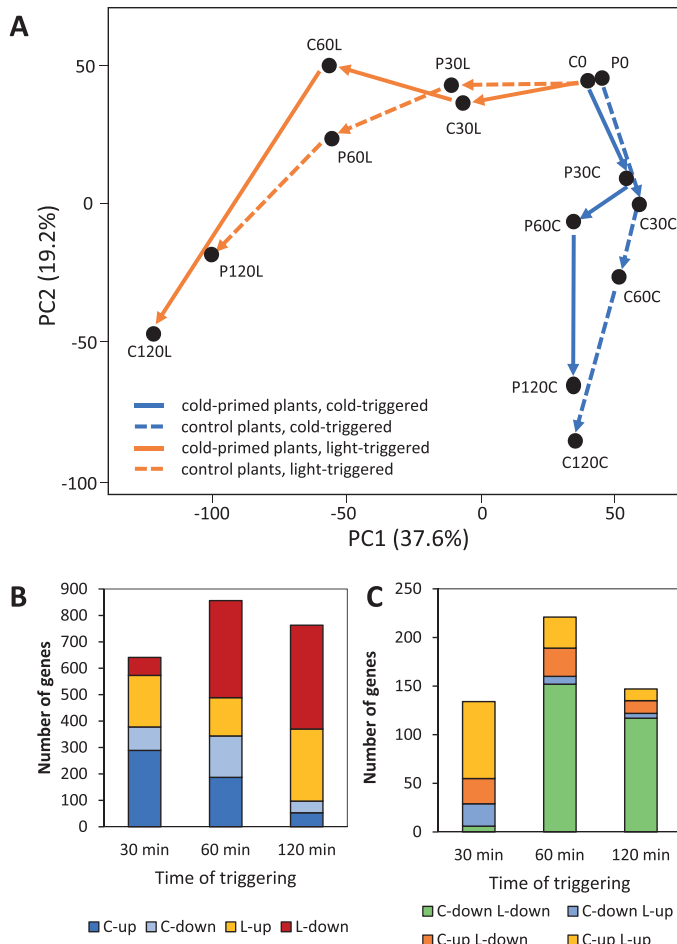 A
C60L
P30L
C0 P0
50
C30L
P60L
P30C
0
P60C
C30C
P120L
C60C
-50
C120L
P120C
cold-primed plants, cold-triggered
control plants, cold-triggered
cold-primed plants, light-triggered
control plants, light-triggered
C120C
-100
PC2 (19.2%)
-100 -50 0 50
PC1 (37.6%)
B
900
800
700
600
500
400
300
200
100
0
Number of genes
30 min 60 min 120 min
Time of triggering
C-up C-down L-up L-down
C
250
200
150
100
50
0
Number of genes
30 min 60 min 120 min
Time of triggering
C-down L-down C-down L-up
C-up L-down C-up L-up